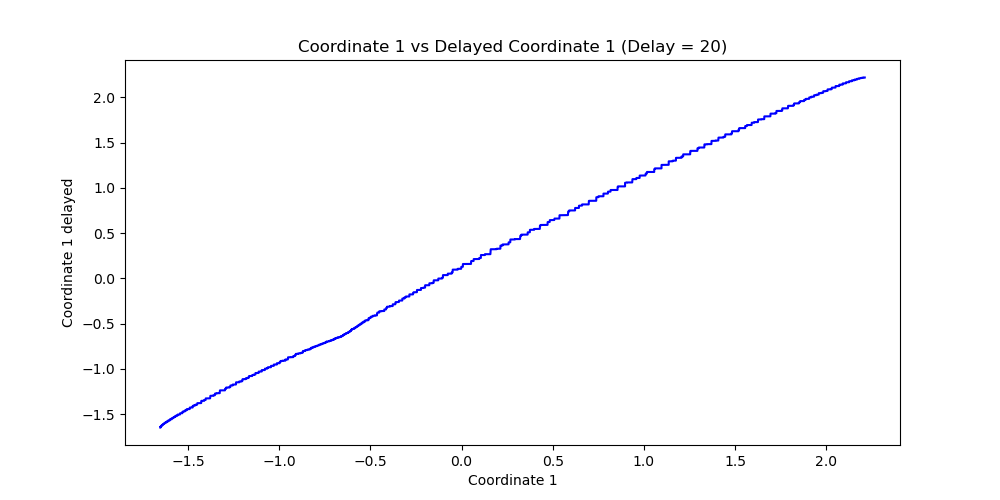 Coordinate 1 vs Delayed Coordinate 1 (Delay = 20)
2.0
1.5
1.0
0.5
0.0
−0.5
−1.0
−1.5
Coordinate 1 delayed
−1.5 −1.0 −0.5 0.0 0.5 1.0 1.5 2.0
Coordinate 1